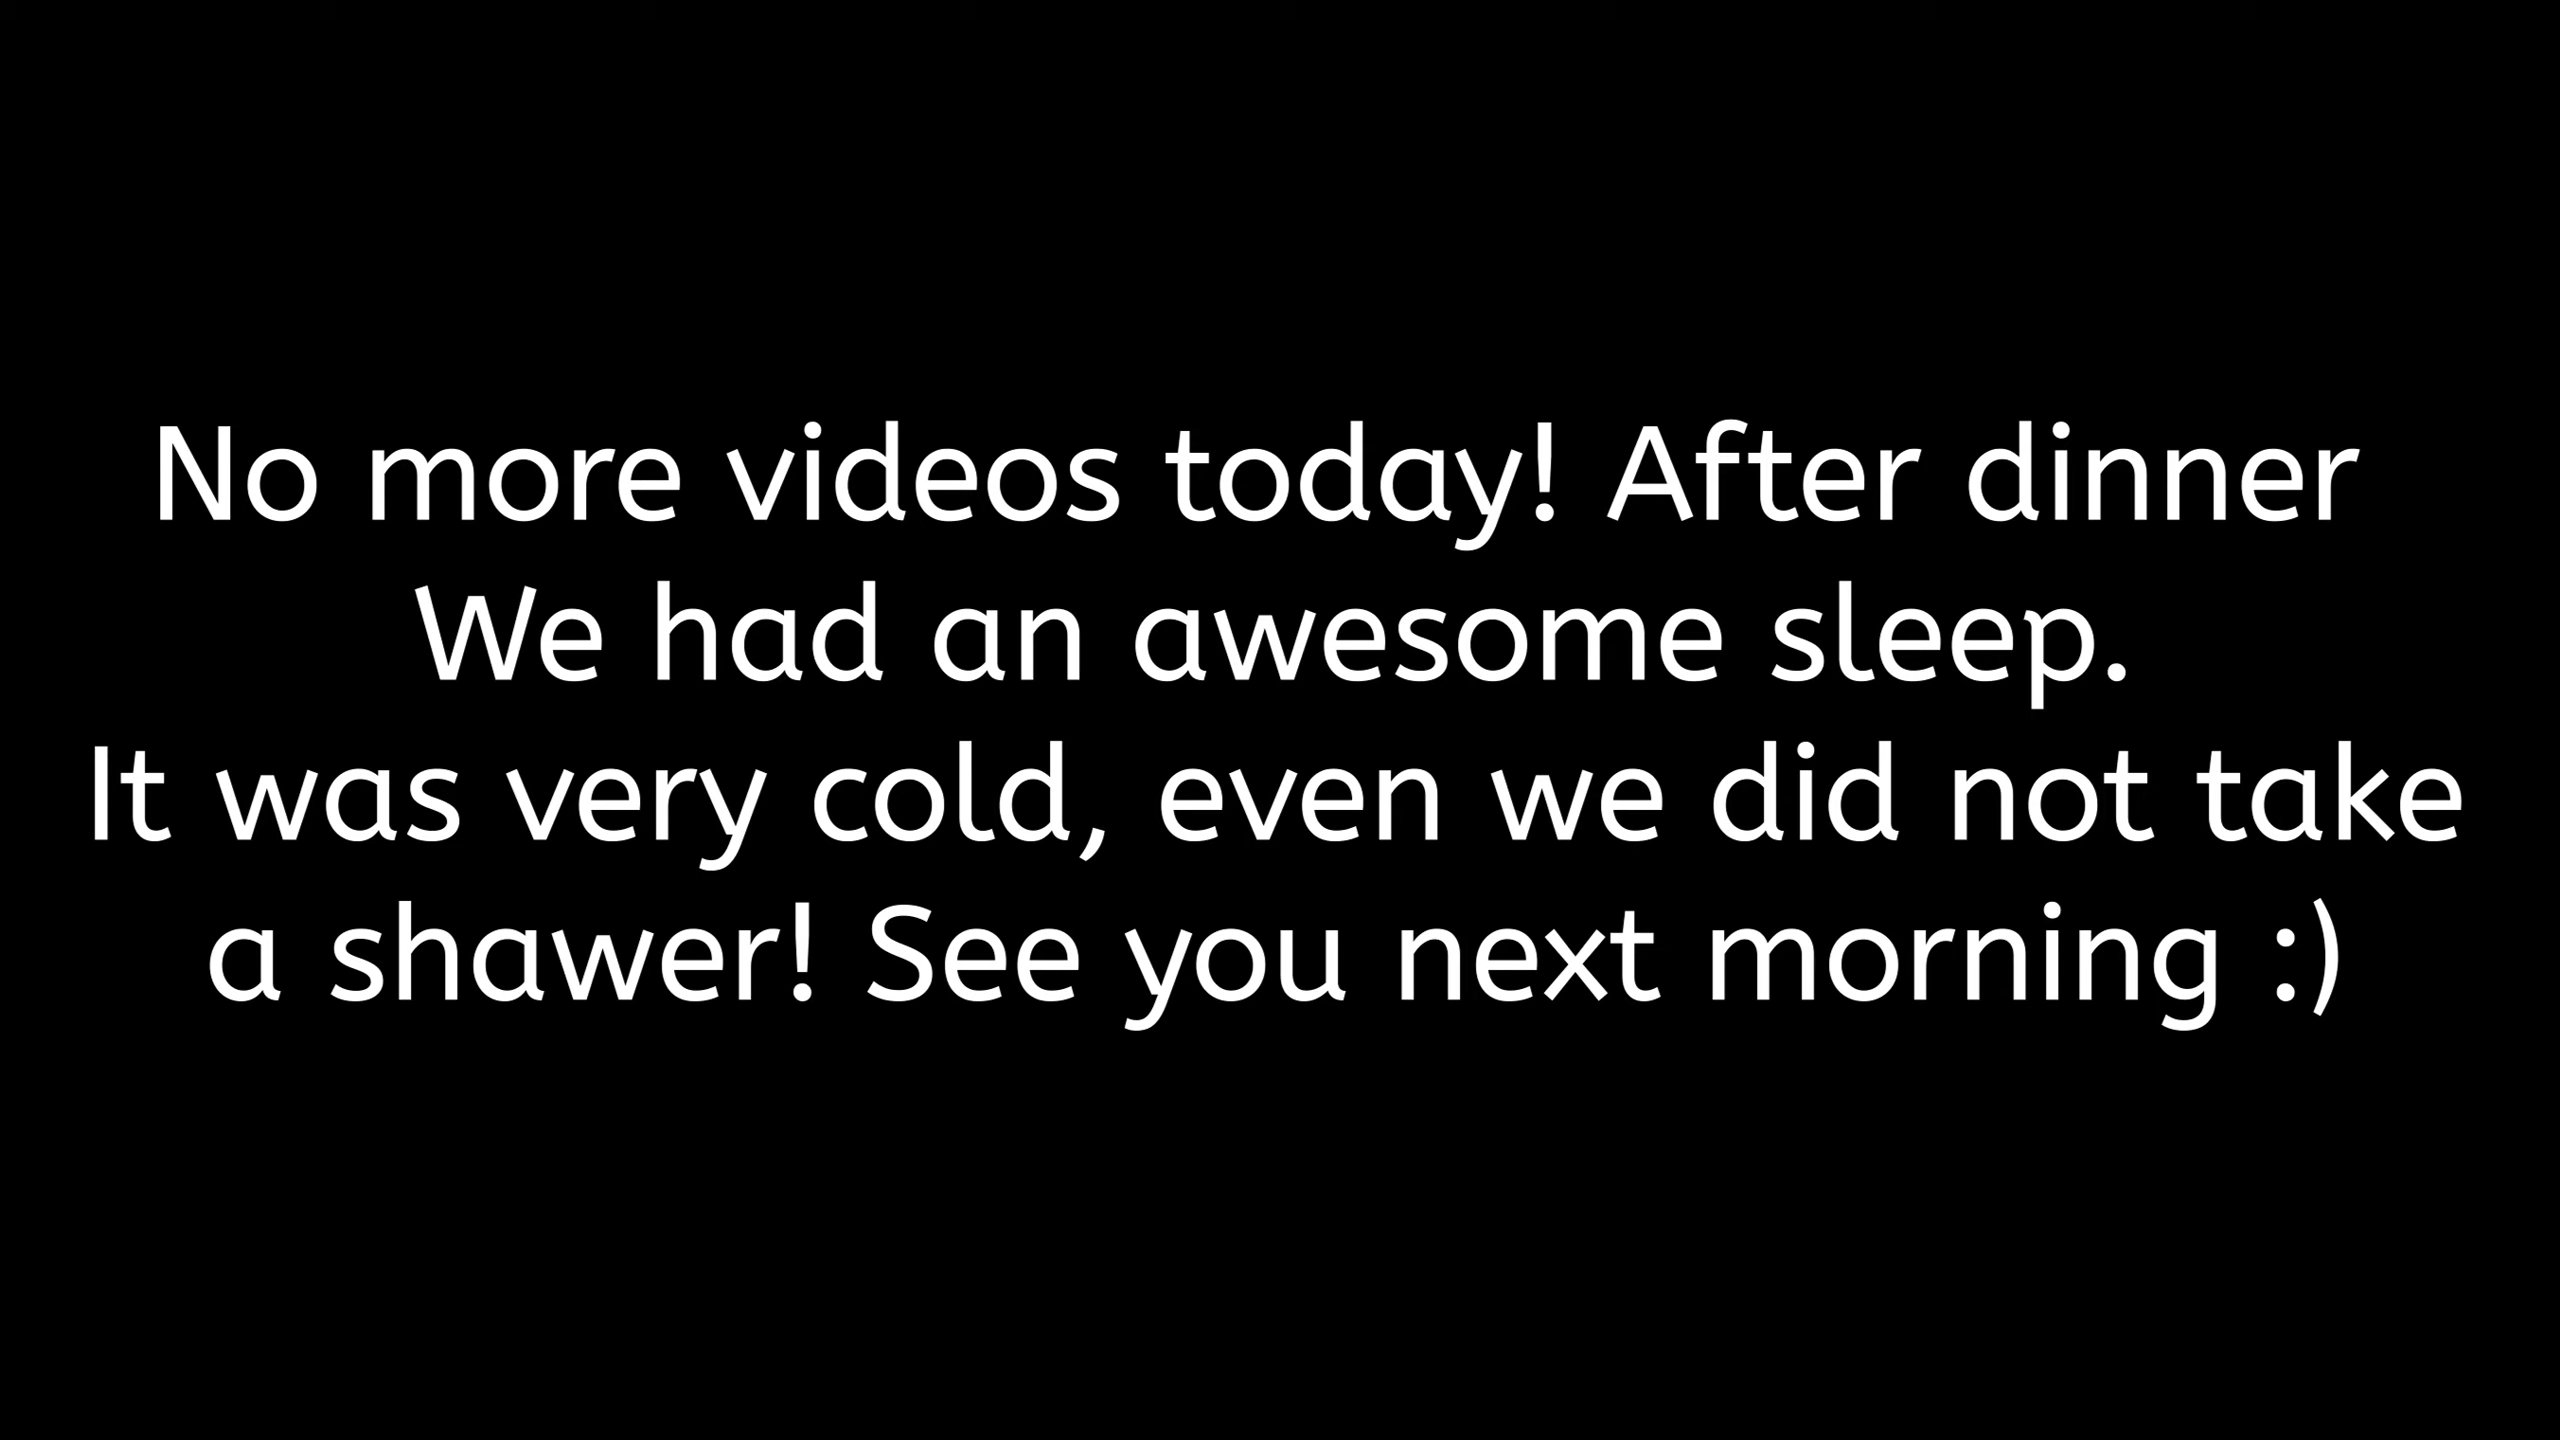 No more videos today! After dinner
We had an awesome sleep.
It was very cold, even we did not take
a shawer! See you next morning :)